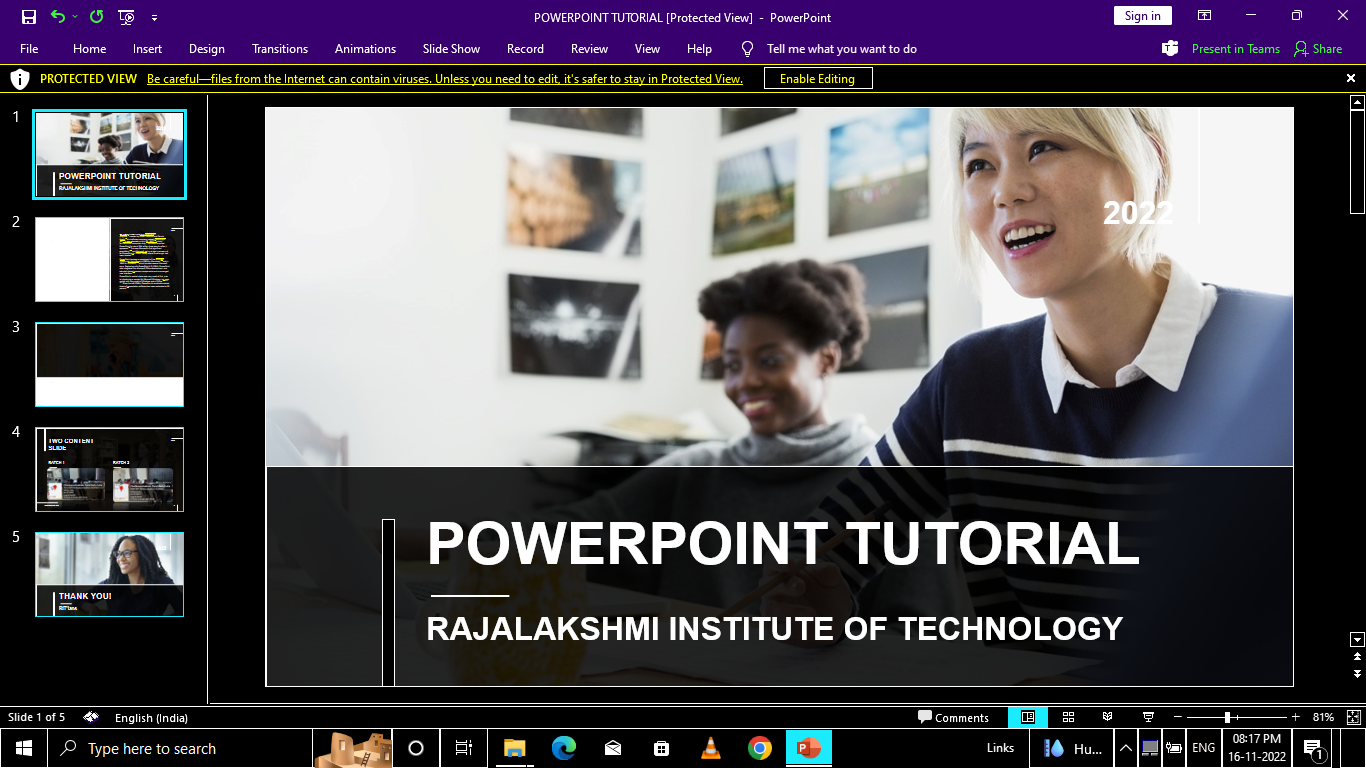 POWERPOINT TUTORIAL [Protected View] - PowerPoint
Sign in
File Home Insert Design Transitions Animations Slide Show Record Review View Help Tell me what you want to do Present in Teams Share
PROTECTED VIEW Be careful—files from the Internet can contain viruses. Unless you need to edit, it's safer to stay in Protected View. Enable Editing
1
POWERPOINT TUTORIAL
RAJALAKSHMI INSTITUTE OF TECHNOLOGY
2
3
4
TWO CONTENT
SLIDE
BATCH 1 BATCH 2
5
THANK YOU!
RIT'ians
2022
POWERPOINT TUTORIAL
RAJALAKSHMI INSTITUTE OF TECHNOLOGY
Slide 1 of 5 English (India) Comments 81%
Type here to search Links Hu... ENG 08:17 PM
16-11-2022
1